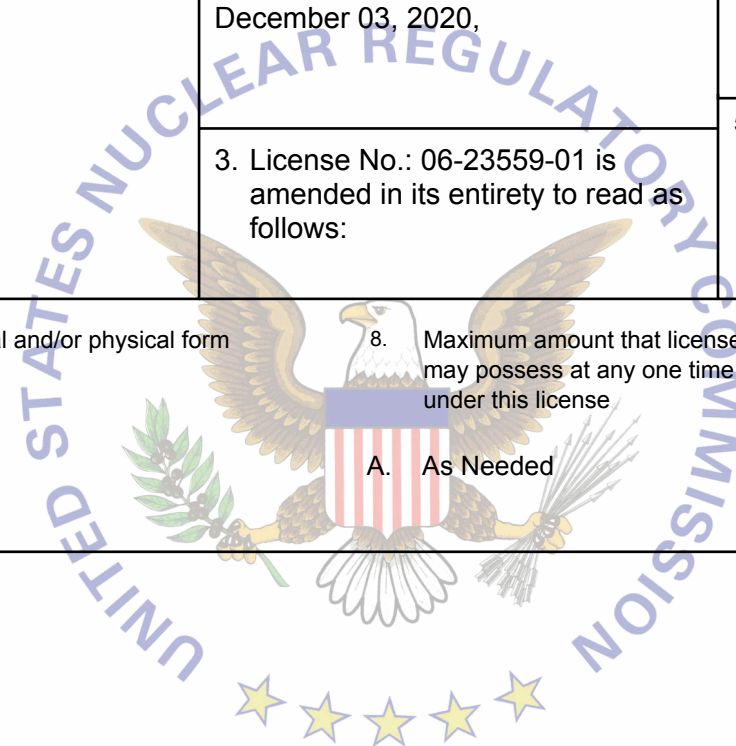 December 03, 2020,
3. License No.: 06-23559-01 is
amended in its entirety to read as
follows:
and/or physical form
8. Maximum amount that
may possess at any one time
under this license
A. As Needed
UNITED STATES NUCLEAR REGULATORY COMMISSION